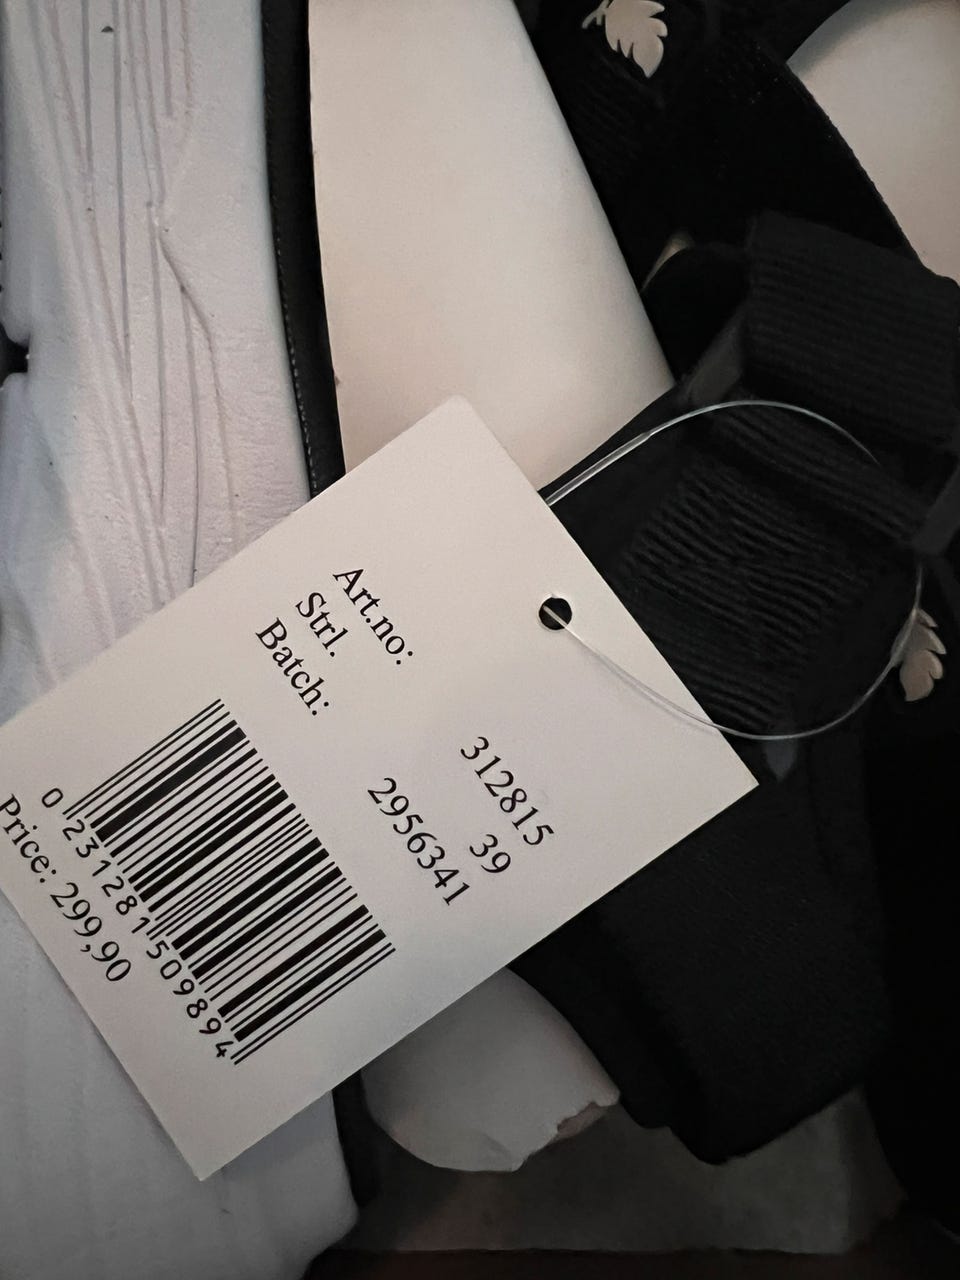 Art.no: 312815
Strl. 39
Batch: 2956341
0 231281 509894
Price: 299,90